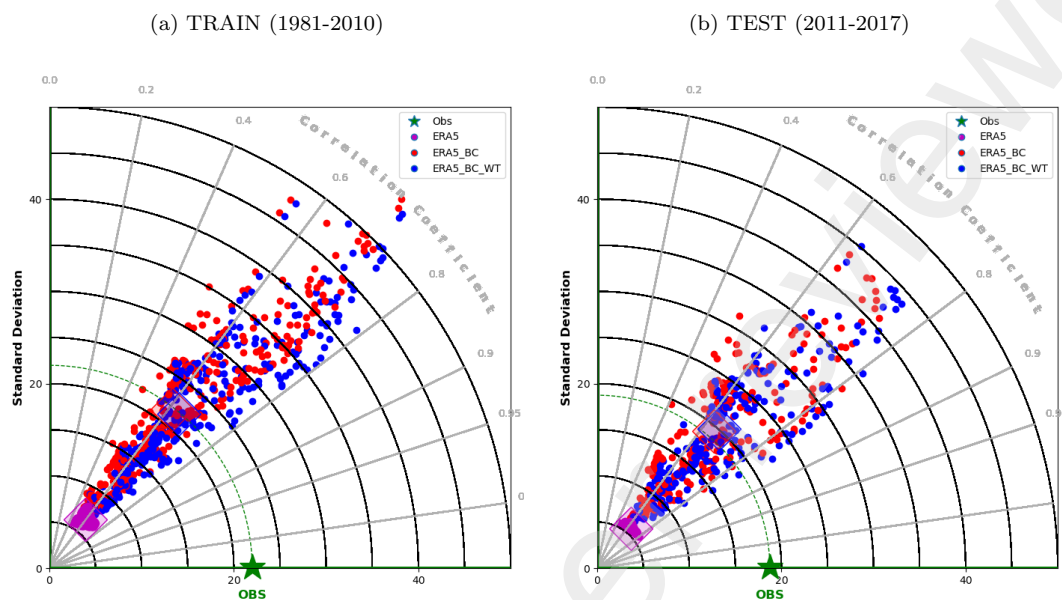 (a) TRAIN (1981-2010)
(b) TEST (2011-2017)
0.0
0.2
0.4
0.6
0.8
0.9
0.95
Correlation Coefficient
Obs
ERA5
ERA5_BC
ERA5_BC_WT
Standard Deviation
40
20
0
0
20
40
OBS
0.0
0.2
0.4
0.6
0.8
0.9
0.9
Correlation Coefficient
Obs
ERA5
ERA5_BC
ERA5_BC_WT
Standard Deviation
40
20
0
0
20
40
OBS